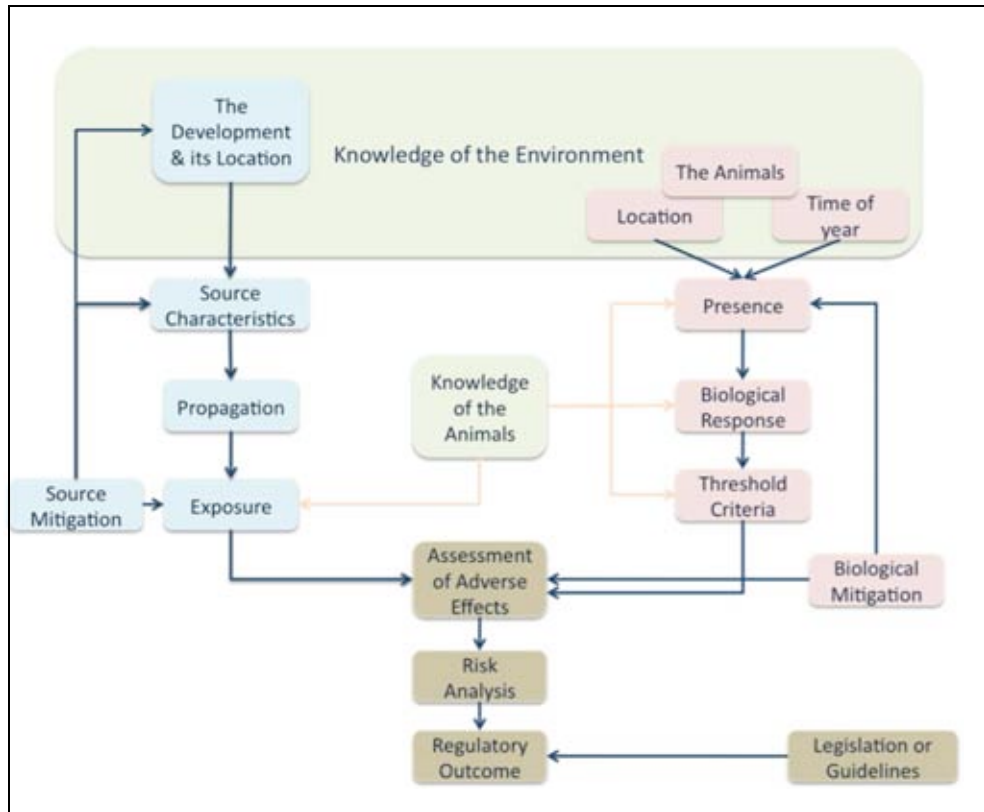 The
Development
& its Location
Knowledge of the Environment
The Animals
Location
Time of
year
Source
Characteristics
Presence
Propagation
Knowledge
of the
Animals
Biological
Response
Source
Mitigation
Exposure
Threshold
Criteria
Assessment
of Adverse
Effects
Biological
Mitigation
Risk
Analysis
Regulatory
Outcome
Legislation or
Guidelines